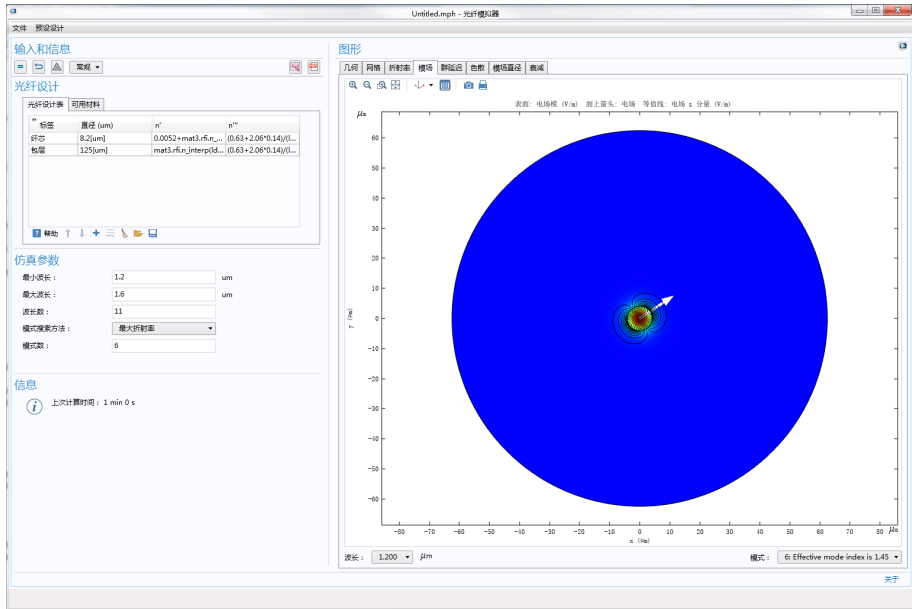 Untitled.mph - 光纤模拟器
文件 预设设计
输入和信息
常规
光纤设计
光纤设计表 可用材料
标签 直径 (um) n' n''
纤芯 8.2[um] 0.0052+mat3.rfi.n_... (0.63+2.06*0.14)/(l...
包层 125[um] mat3.rfi.n_interp(ld... (0.63+2.06*0.14)/(l...
帮助
仿真参数
最小波长： 1.2 um
最大波长： 1.6 um
波长数： 11
模式搜索方法： 最大折射率
模式数： 6
信息
上次计算时间： 1 min 0 s
图形
几何 网格 折射率 模场 群延迟 色散 模场直径 衰减
表面: 电场模 (V/m) 面上箭头: 电场 等值线: 电场 z 分量 (V/m)
μm
60
50
40
30
20
10
0
-10
-20
-30
-40
-50
-60
y (μm)
-80 -70 -60 -50 -40 -30 -20 -10 0 10 20 30 40 50 60 70 80 μm
x (μm)
波长： 1.200 μm 模式： 6: Effective mode index is 1.45
关于